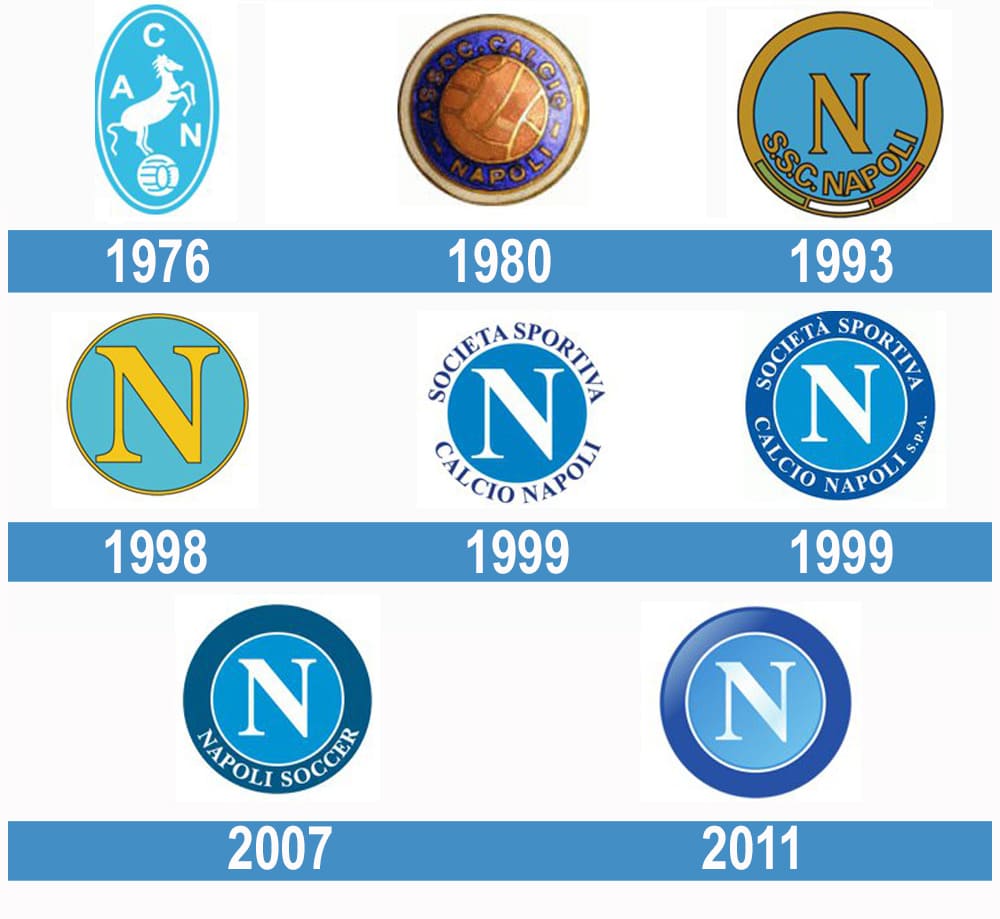 C
A
N
ASSOC. CALCIO
- NAPOLI -
N
S.S.C. NAPOLI
1976 1980 1993
N
SOCIETA SPORTIVA
N
CALCIO NAPOLI
SOCIETÀ SPORTIVA
N
CALCIO NAPOLI S.p.A.
1998 1999 1999
N
NAPOLI SOCCER
N
2007 2011